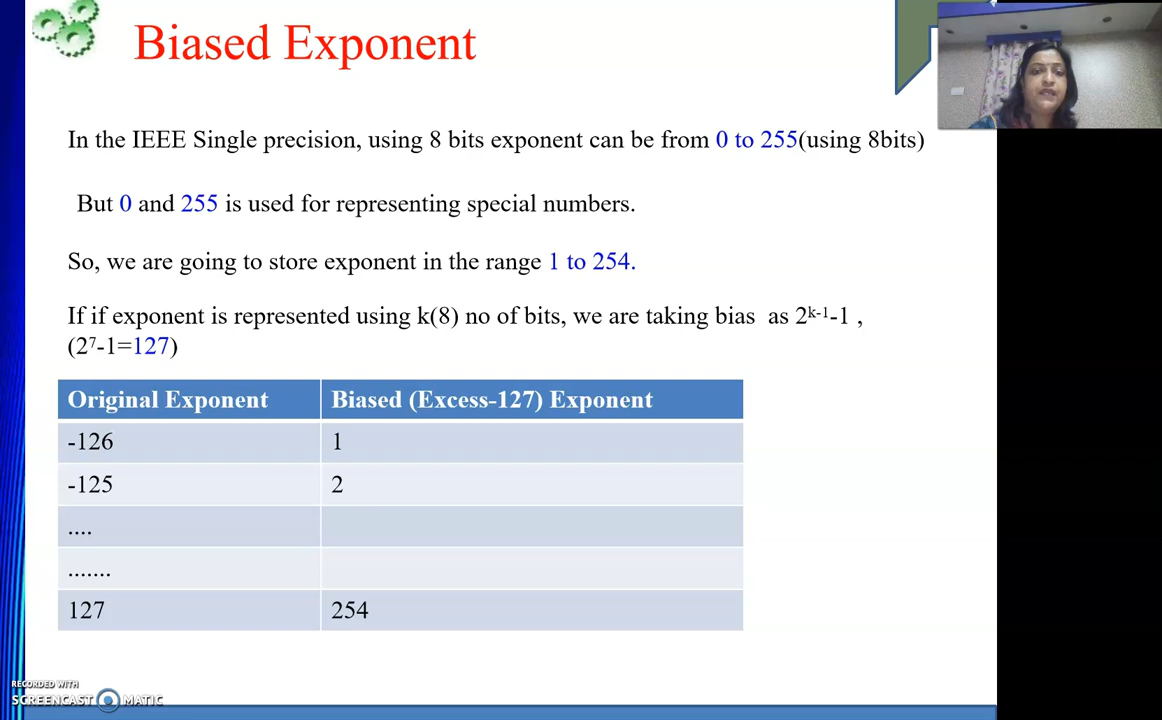 Biased Exponent
In the IEEE Single precision, using 8 bits exponent can be from 0 to 255(using 8bits)
But 0 and 255 is used for representing special numbers.
So, we are going to store exponent in the range 1 to 254.
If if exponent is represented using k(8) no of bits, we are taking bias as 2ᵏ⁻¹-1 ,
(2⁷-1=127)
Original Exponent Biased (Excess-127) Exponent
-126 1
-125 2
....
.......
127 254
RECORDED WITH
SCREENCAST MATIC